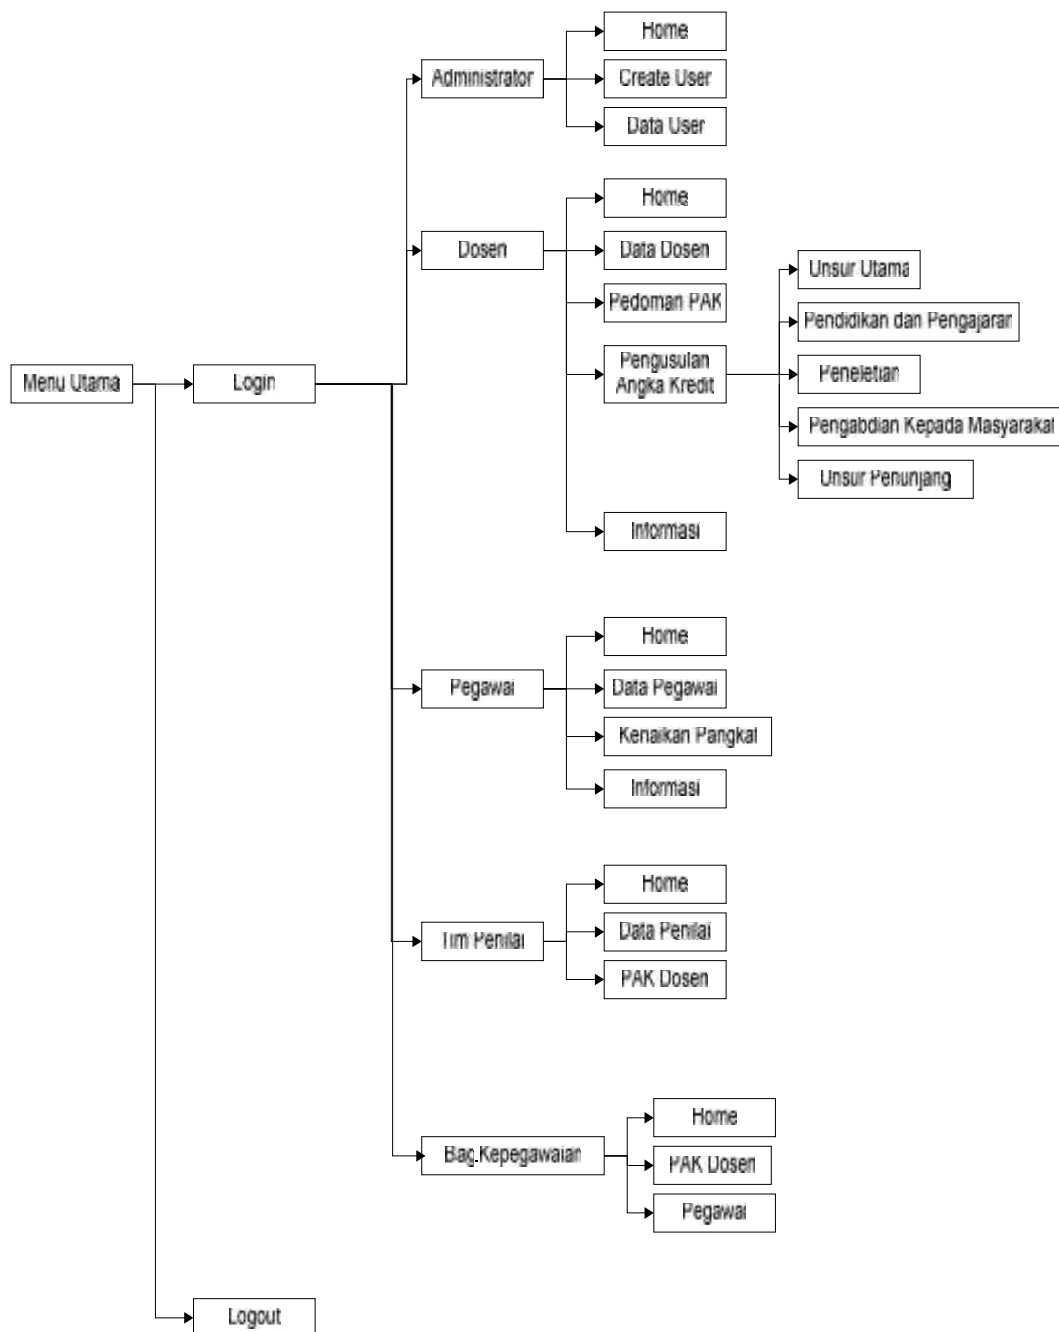 Menu Utama
Login
Logout
Administrator
Home
Create User
Data User
Dosen
Home
Data Dosen
Pedoman PAK
Pengusulan
Angka Kredit
Unsur Utama
Pendidikan dan Pengajaran
Peneletian
Pengabdian Kepada Masyarakat
Unsur Penunjang
Informasi
Pegawai
Home
Data Pegawai
Kenaikan Pangkat
Informasi
Tim Penilai
Home
Data Penilai
PAK Dosen
Bag.Kepegawaian
Home
PAK Dosen
Pegawai